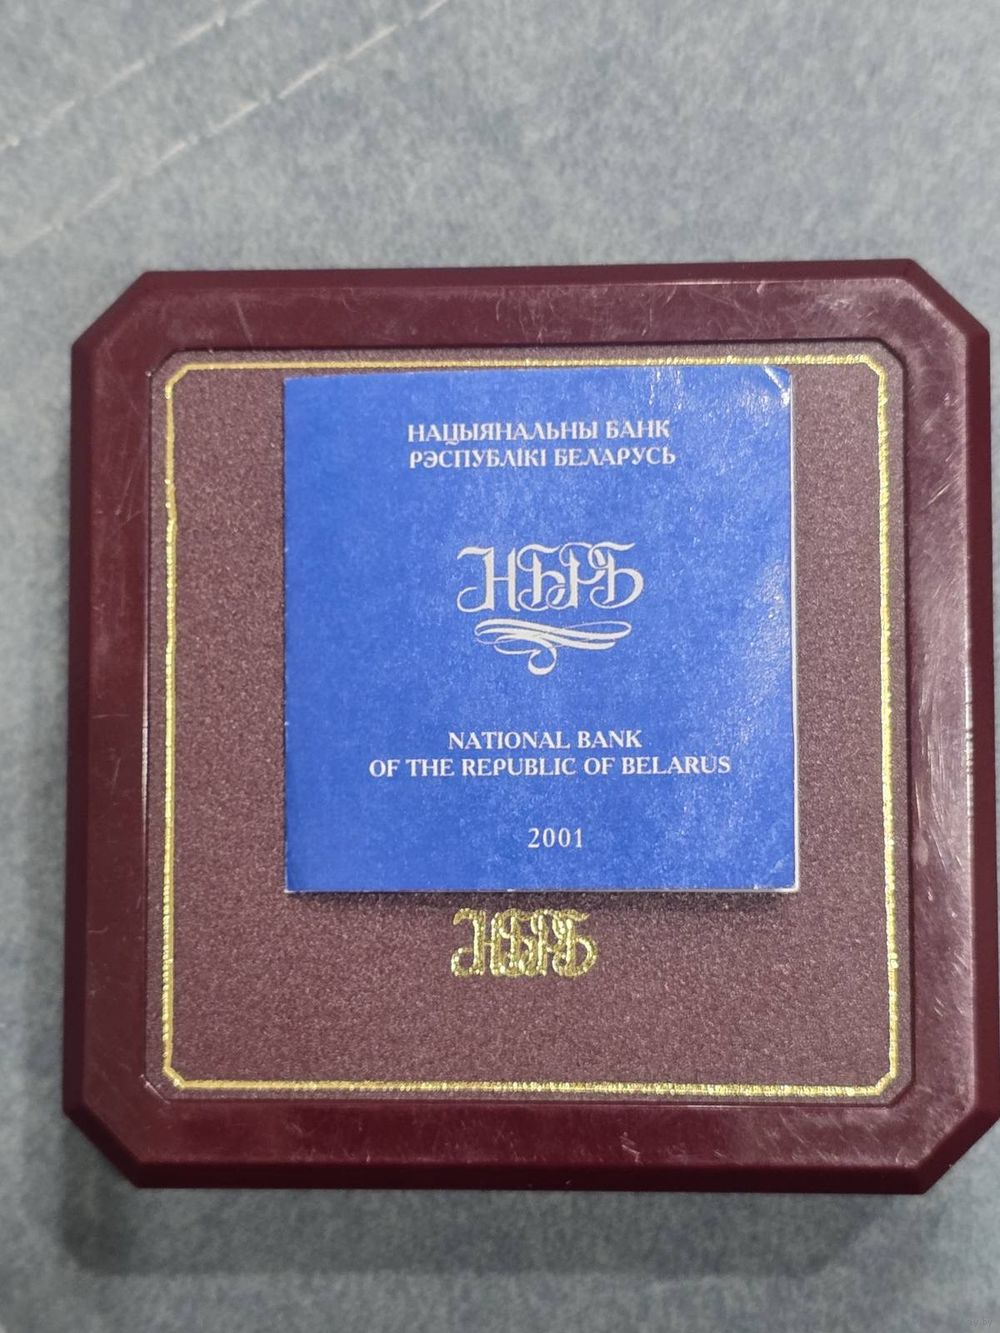 НАЦЫЯНАЛЬНЫ БАНК
РЭСПУБЛІКІ БЕЛАРУСЬ
НБРБ
NATIONAL BANK
OF THE REPUBLIC OF BELARUS
2001
НБРБ